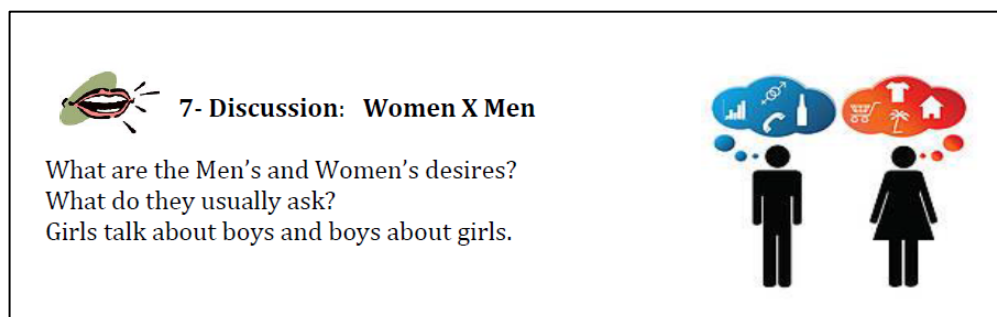 7- Discussion:   Women X Men
What are the Men’s and Women’s desires?
What do they usually ask?
Girls talk about boys and boys about girls.